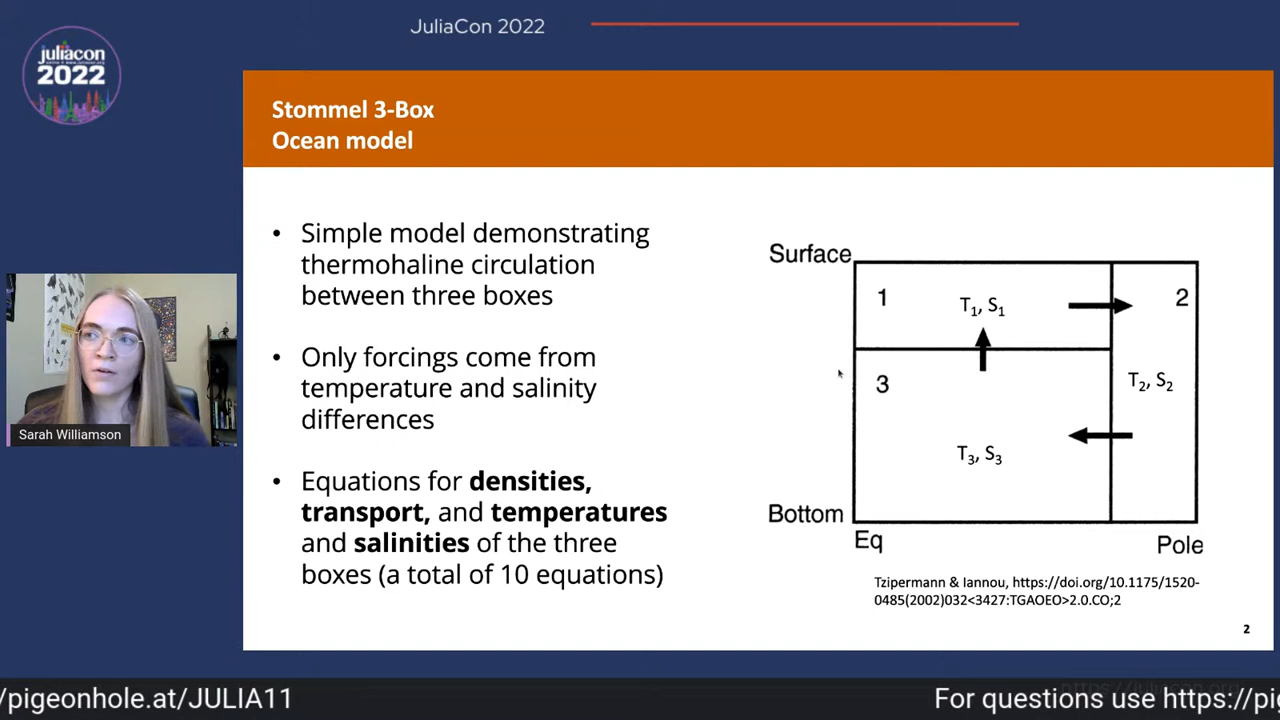 JuliaCon 2022
juliacon
2022
Stommel 3-Box
Ocean model
• Simple model demonstrating
thermohaline circulation
between three boxes
• Only forcings come from
temperature and salinity
differences
• Equations for densities,
transport, and temperatures
and salinities of the three
boxes (a total of 10 equations)
Surface
1
T1, S1
2
3
T2, S2
T3, S3
Bottom
Eq
Pole
Tzipermann & Iannou, https://doi.org/10.1175/1520-
0485(2002)032<3427:TGAOEO>2.0.CO;2
2
Sarah Williamson
/pigeonhole.at/JULIA11
For questions use https://pig